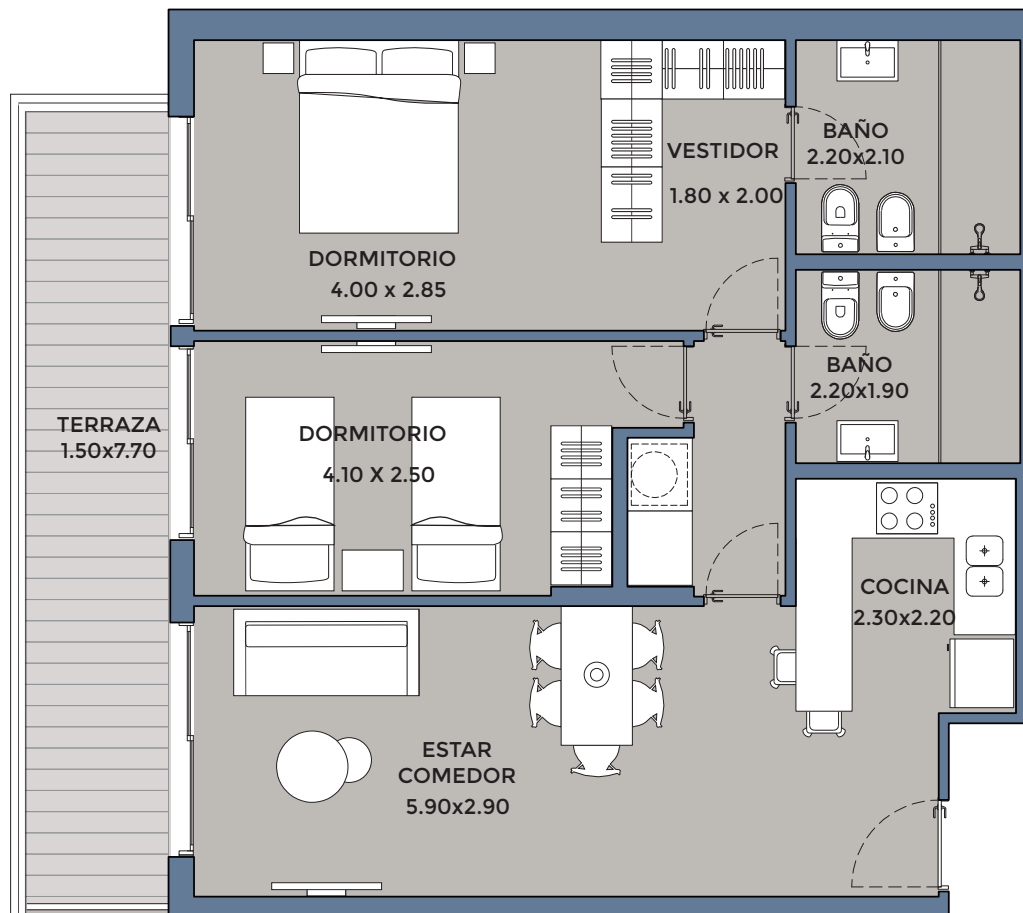 BAÑO
2.20x2.10
VESTIDOR
1.80 x 2.00
DORMITORIO
4.00 x 2.85
BAÑO
2.20x1.90
TERRAZA
1.50x7.70
DORMITORIO
4.10 X 2.50
COCINA
2.30x2.20
ESTAR
COMEDOR
5.90x2.90